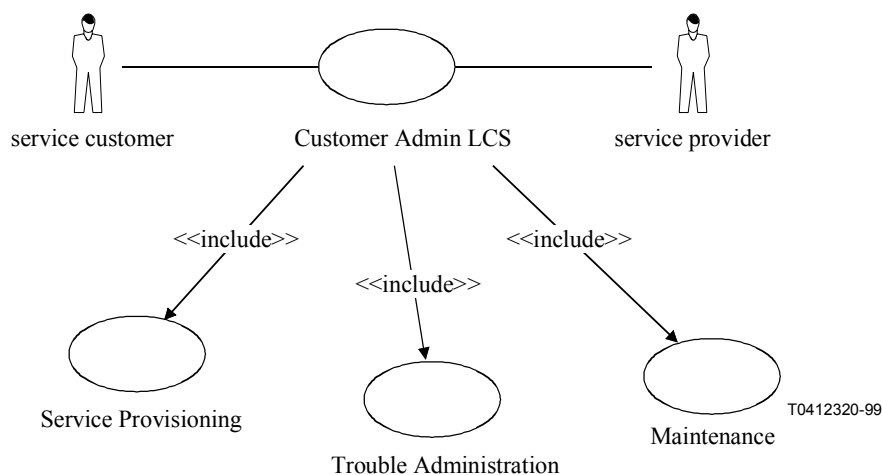 service customer
Customer Admin LCS
service provider
<<include>>
<<include>>
<<include>>
Service Provisioning
Trouble Administration
Maintenance
T0412320-99